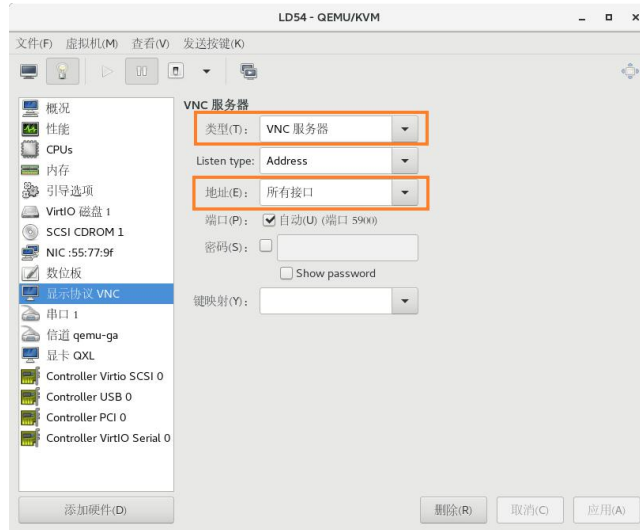 LD54 - QEMU/KVM
文件(F) 虚拟机(M) 查看(V) 发送按键(K)
概况
性能
CPUs
内存
引导选项
VirtIO 磁盘 1
SCSI CDROM 1
NIC :55:77:9f
数位板
显示协议 VNC
串口 1
信道 qemu-ga
显卡 QXL
Controller Virtio SCSI 0
Controller USB 0
Controller PCI 0
Controller VirtIO Serial 0
添加硬件(D)
VNC 服务器
类型(T): VNC 服务器
Listen type: Address
地址(E): 所有接口
端口(P): 自动(U) (端口 5900)
密码(S):
Show password
键映射(Y):
删除(R) 取消(C) 应用(A)